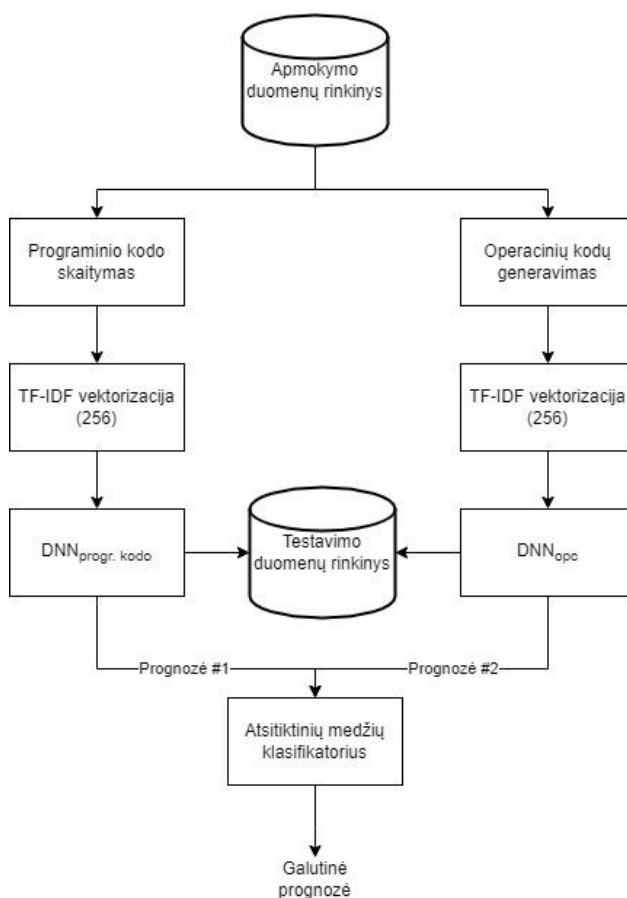 Apmokymo
duomenų rinkinys
Programinio kodo
skaitymas
Operacinių kodų
generavimas
TF-IDF vektorizacija
(256)
TF-IDF vektorizacija
(256)
DNNprogr. kodo
Testavimo
duomenų rinkinys
DNNopc
Prognozė #1
Prognozė #2
Atsitiktinių medžių
klasifikatorius
Galutinė
prognozė